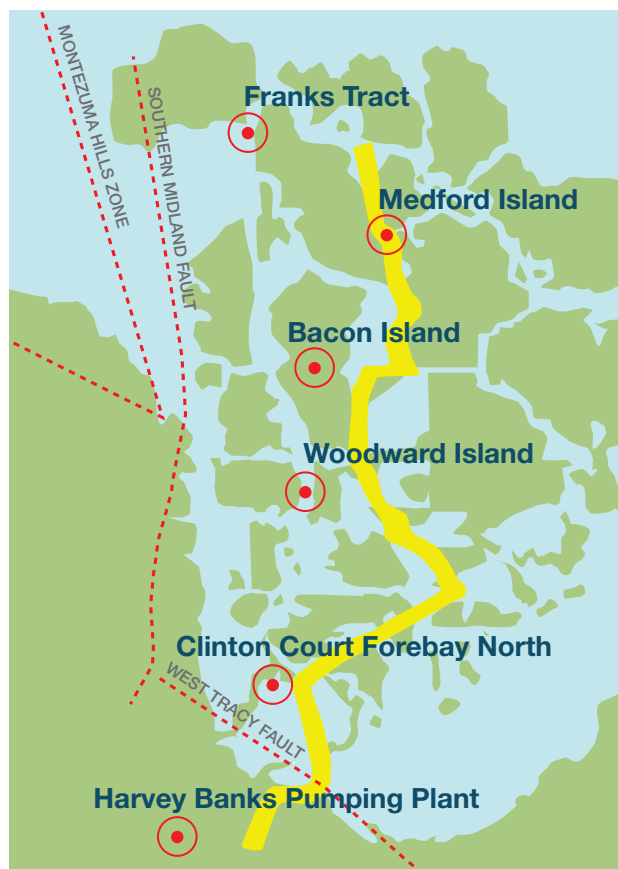 MONTEZUMA HILLS ZONE
SOUTHERN MIDLAND FAULT
Franks Tract
Medford Island
Bacon Island
Woodward Island
Clinton Court Forebay North
WEST TRACY FAULT
Harvey Banks Pumping Plant